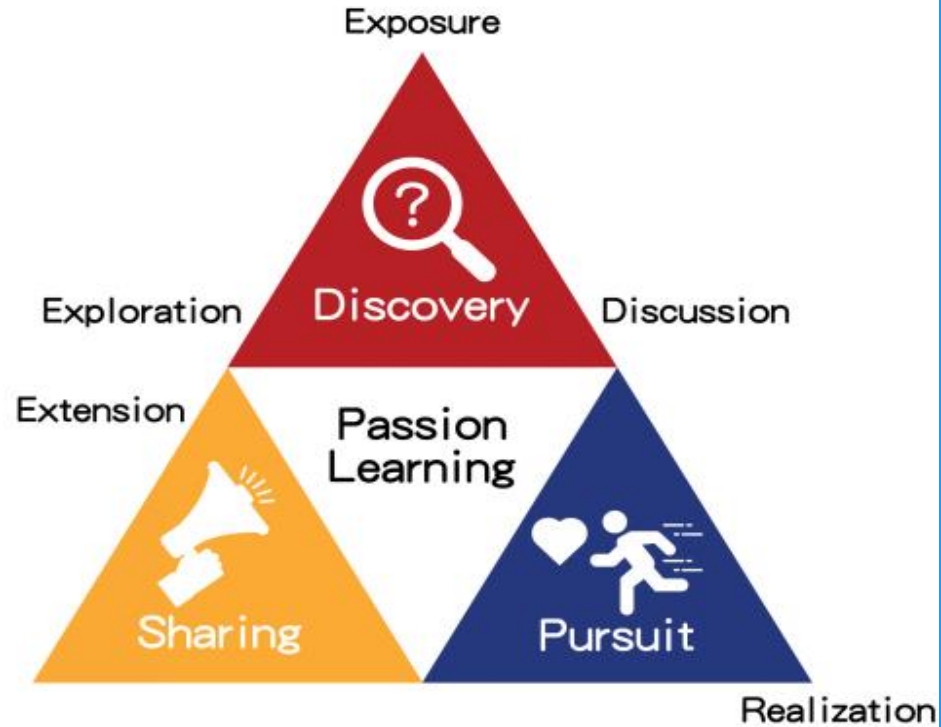 Exposure
?
Discovery
Exploration
Discussion
Extension
Passion
Learning
Sharing
Pursuit
Realization